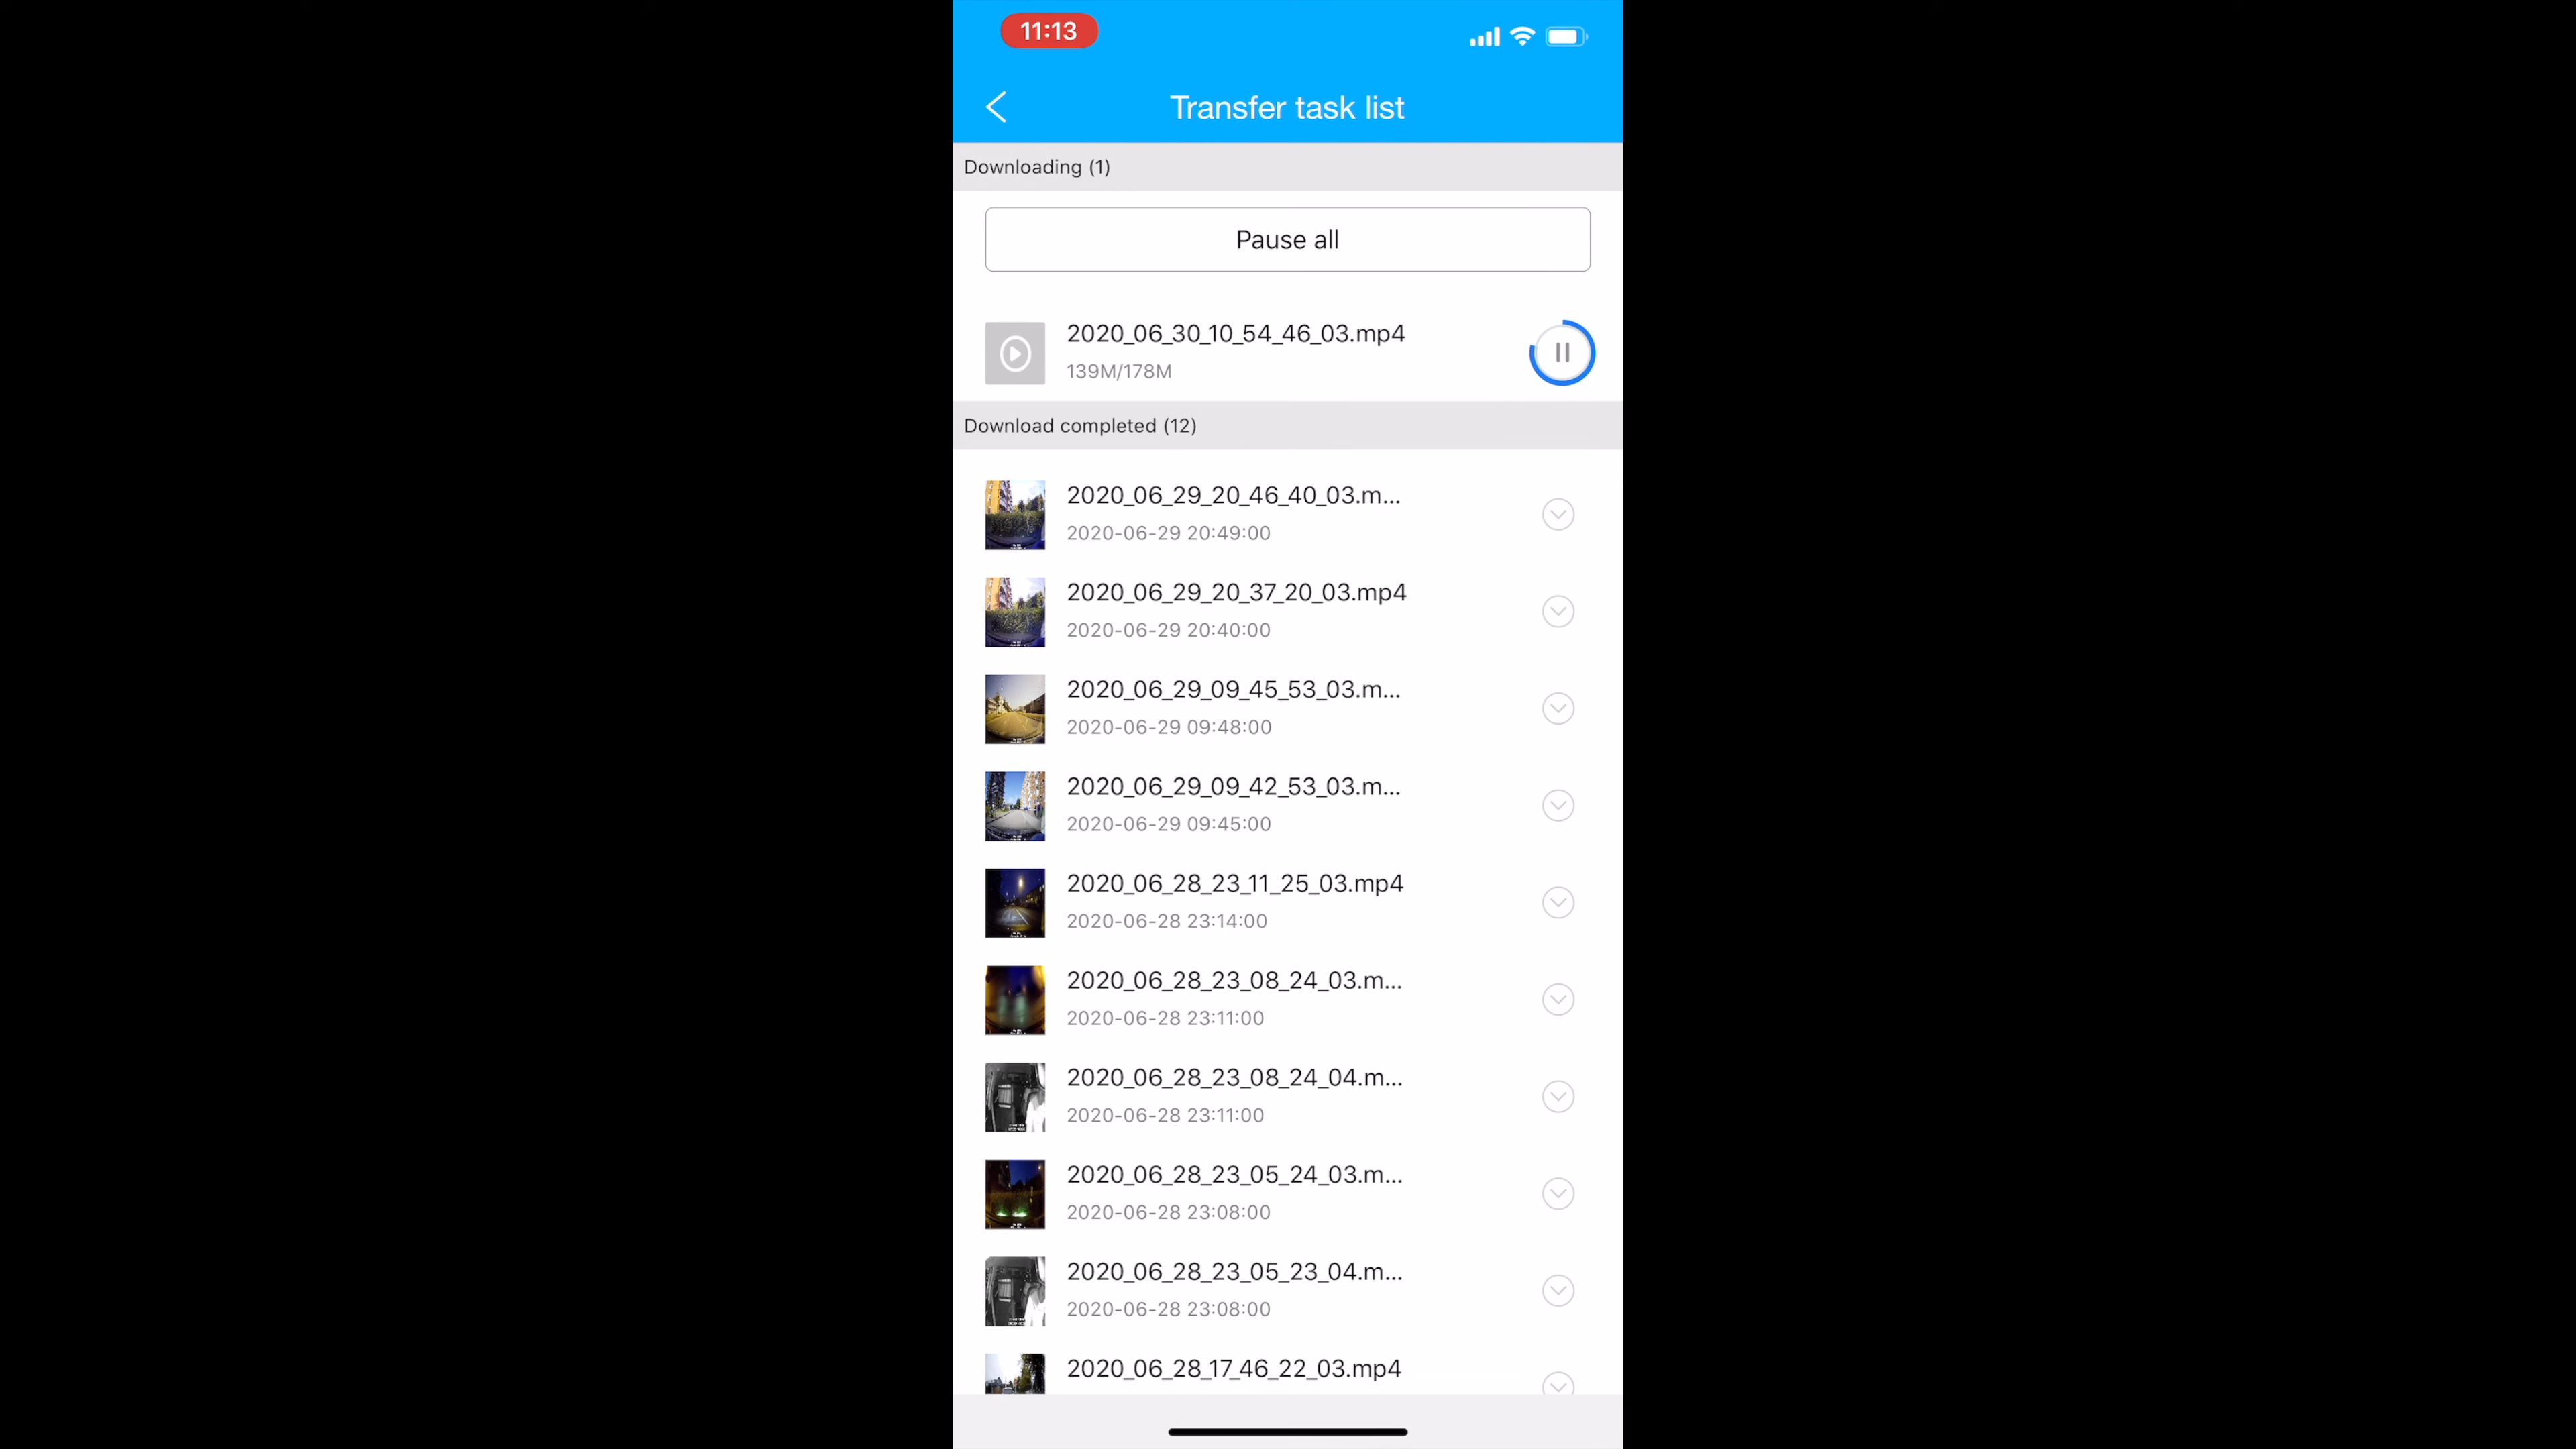 11:13
Transfer task list
Downloading (1)
Pause all
2020_06_30_10_54_46_03.mp4
139M/178M
Download completed (12)
2020_06_29_20_46_40_03.m...
2020-06-29 20:49:00
2020_06_29_20_37_20_03.mp4
2020-06-29 20:40:00
2020_06_29_09_45_53_03.m...
2020-06-29 09:48:00
2020_06_29_09_42_53_03.m...
2020-06-29 09:45:00
2020_06_28_23_11_25_03.mp4
2020-06-28 23:14:00
2020_06_28_23_08_24_03.m...
2020-06-28 23:11:00
2020_06_28_23_08_24_04.m...
2020-06-28 23:11:00
2020_06_28_23_05_24_03.m...
2020-06-28 23:08:00
2020_06_28_23_05_23_04.m...
2020-06-28 23:08:00
2020_06_28_17_46_22_03.mp4